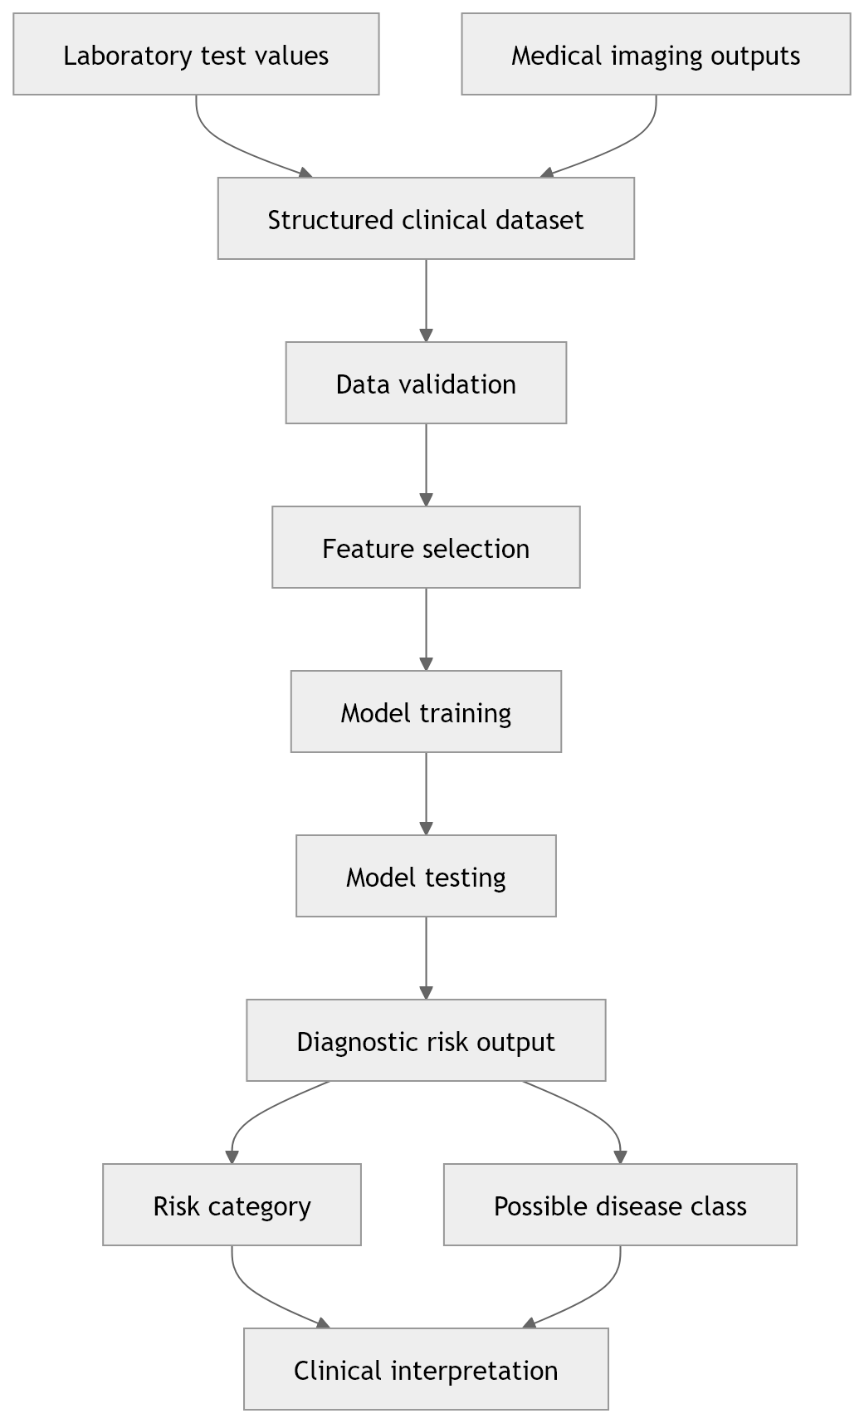 Laboratory test values
Medical imaging outputs
Structured clinical dataset
Data validation
Feature selection
Model training
Model testing
Diagnostic risk output
Risk category
Possible disease class
Clinical interpretation